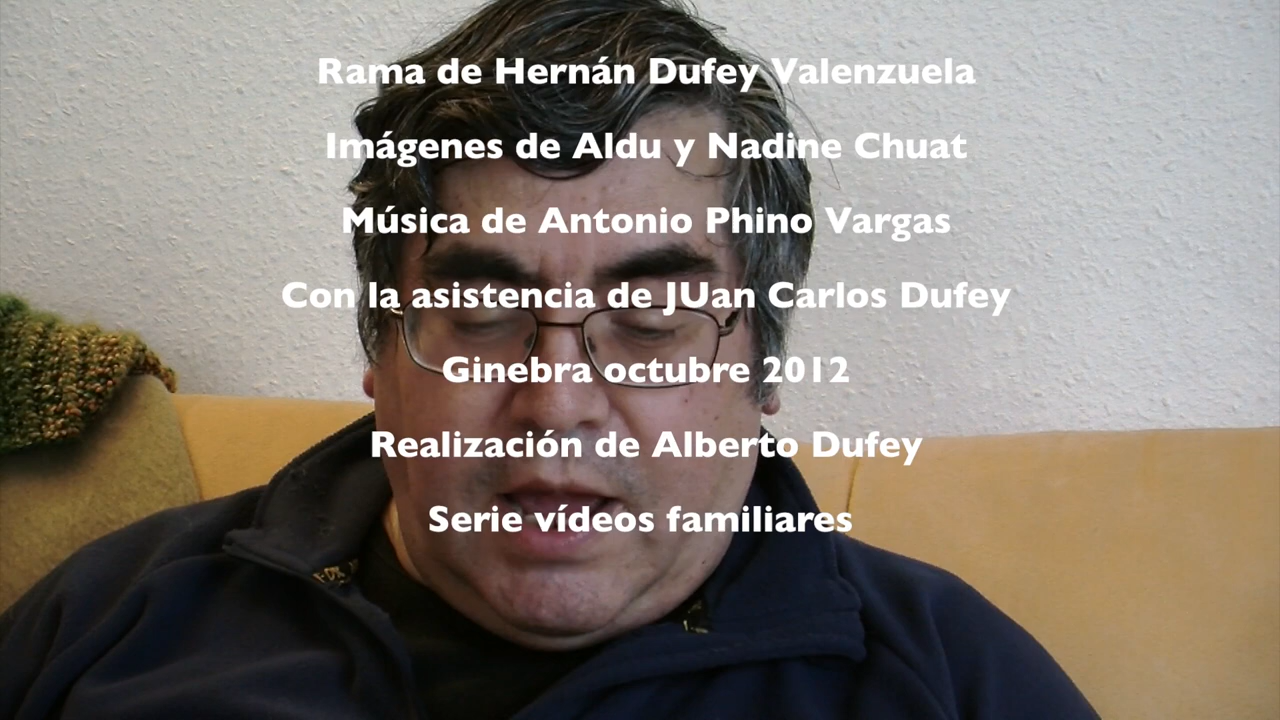 Rama de Hernán Dufey Valenzuela
Imágenes de Aldu y Nadine Chuat
Música de Antonio Phino Vargas
Con la asistencia de JUan Carlos Dufey
Ginebra octubre 2012
Realización de Alberto Dufey
Serie vídeos familiares